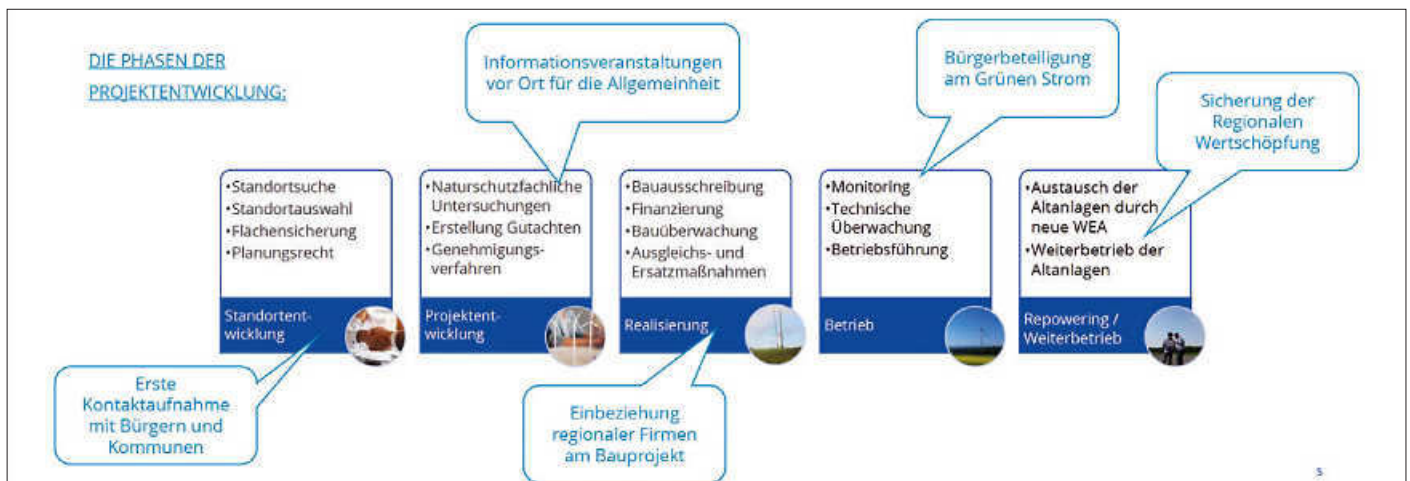 DIE PHASEN DER
PROJEKTENTWICKLUNG:
Informationsveranstaltungen
vor Ort für die Allgemeinheit
Bürgerbeteiligung
am Grünen Strom
Sicherung der
Regionalen
Wertschöpfung
•Standortsuche
•Standortauswahl
•Flächensicherung
•Planungsrecht
Standortent-
wicklung
•Naturschutzfachliche
Untersuchungen
•Erstellung Gutachten
•Genehmigungs-
verfahren
Projektent-
wicklung
•Bauausschreibung
•Finanzierung
•Bauüberwachung
•Ausgleichs- und
Ersatzmaßnahmen
Realisierung
•Monitoring
•Technische
Überwachung
•Betriebsführung
Betrieb
•Austausch der
Altanlagen durch
neue WEA
•Weiterbetrieb der
Altanlagen
Repowering /
Weiterbetrieb
Erste
Kontaktaufnahme
mit Bürgern und
Kommunen
Einbeziehung
regionaler Firmen
am Bauprojekt
5